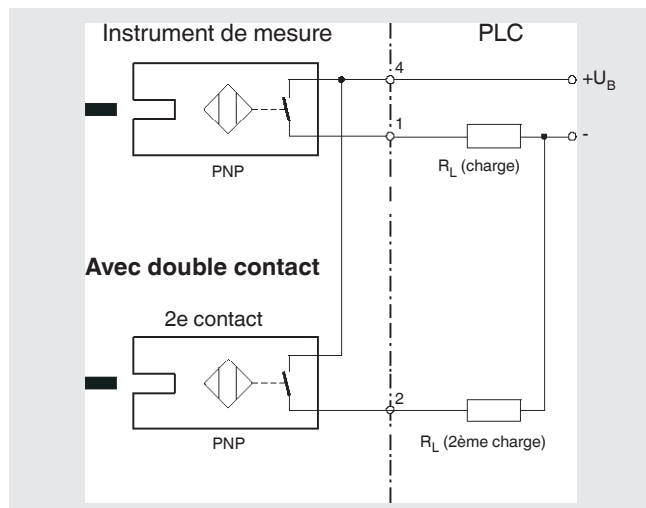 Instrument de mesure
PLC
4
+UB
1
-
PNP
RL (charge)
Avec double contact
2e contact
2
PNP
RL (2ème charge)